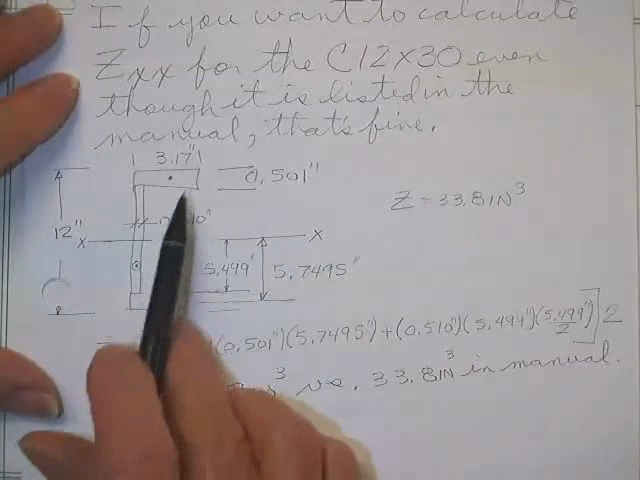 If you want to calculate
Zxx for the C12x30 even
though it is listed in the
manual, that's fine.
3.17"
0.501"
Z = 33.8 IN³
12"
10"
X
X
5.499"
5.7495"
(0.501")(5.7495") + (0.510")(5.499")(5.499"/2)]2
³ vs. 33.8 IN³ in manual.